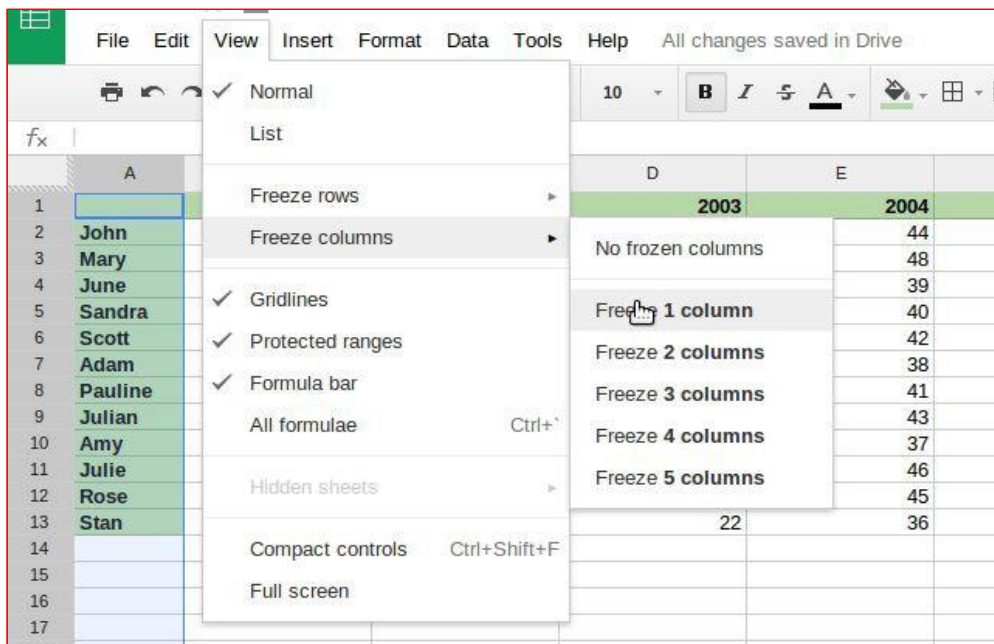 File Edit View Insert Format Data Tools Help All changes saved in Drive
10 B I S A
fx
A D E
Normal
List
Freeze rows
Freeze columns
Gridlines
Protected ranges
Formula bar
All formulae Ctrl+`
Hidden sheets
Compact controls Ctrl+Shift+F
Full screen
No frozen columns
Freeze 1 column
Freeze 2 columns
Freeze 3 columns
Freeze 4 columns
Freeze 5 columns
1 2003 2004
2 John 44
3 Mary 48
4 June 39
5 Sandra 40
6 Scott 42
7 Adam 38
8 Pauline 41
9 Julian 43
10 Amy 37
11 Julie 46
12 Rose 45
13 Stan 22 36
14
15
16
17